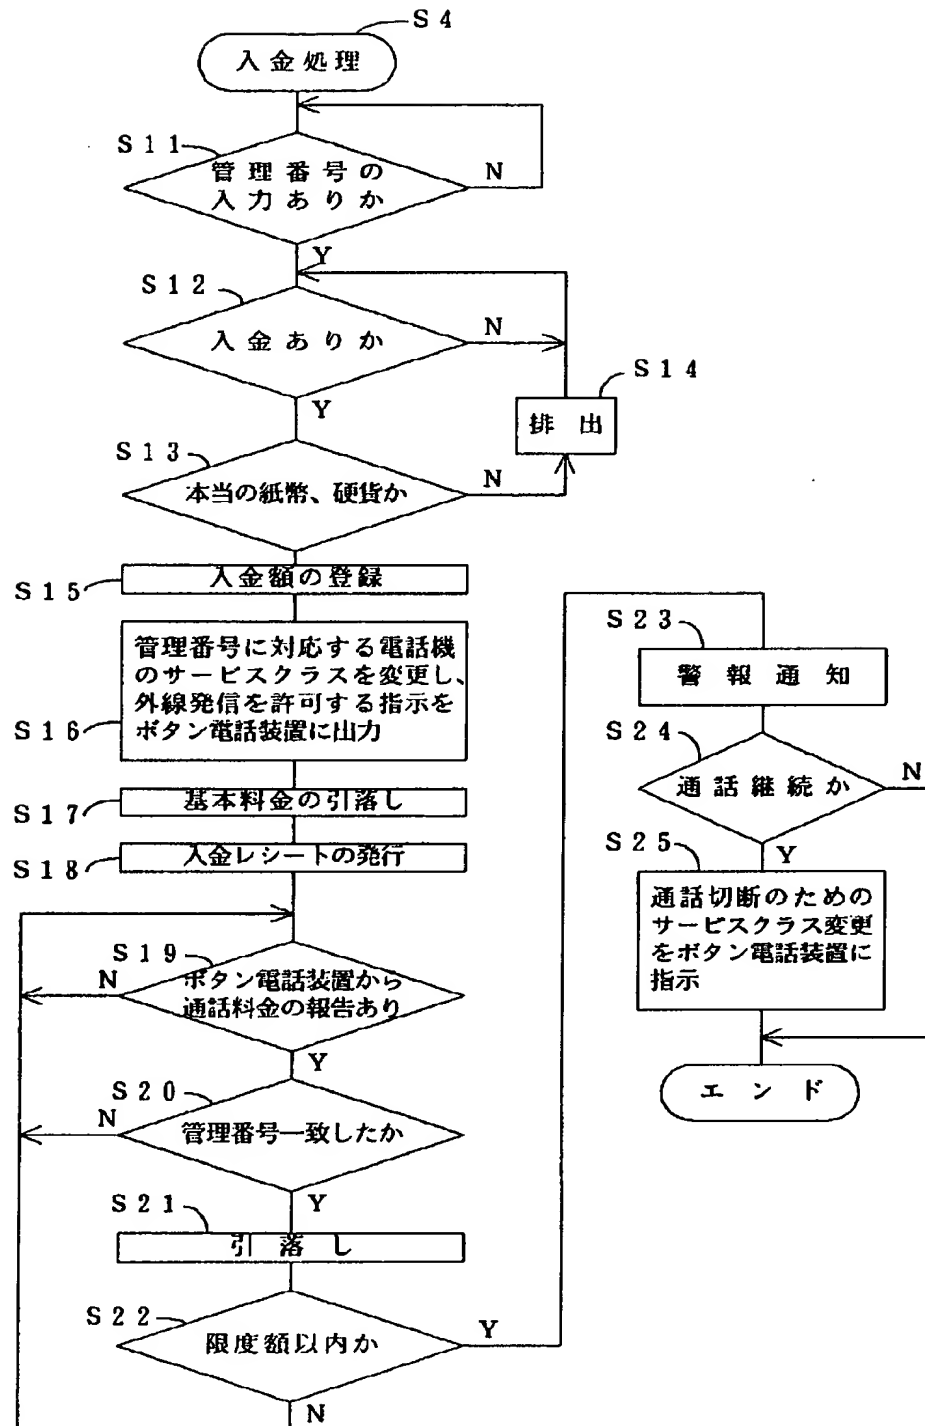 S4
入金処理
S11
管理番号の
入力ありか
N
Y
S12
入金ありか
N
Y
S14
排出
S13
本当の紙幣、硬貨か
N
S15
入金額の登録
S16
管理番号に対応する電話機
のサービスクラスを変更し、
外線発信を許可する指示を
ボタン電話装置に出力
S17
基本料金の引落し
S18
入金レシートの発行
S19
ボタン電話装置から
通話料金の報告あり
N
Y
S20
管理番号一致したか
N
Y
S21
引落し
S22
限度額以内か
Y
N
S23
警報通知
S24
通話継続か
N
Y
S25
通話切断のための
サービスクラス変更
をボタン電話装置に
指示
エンド